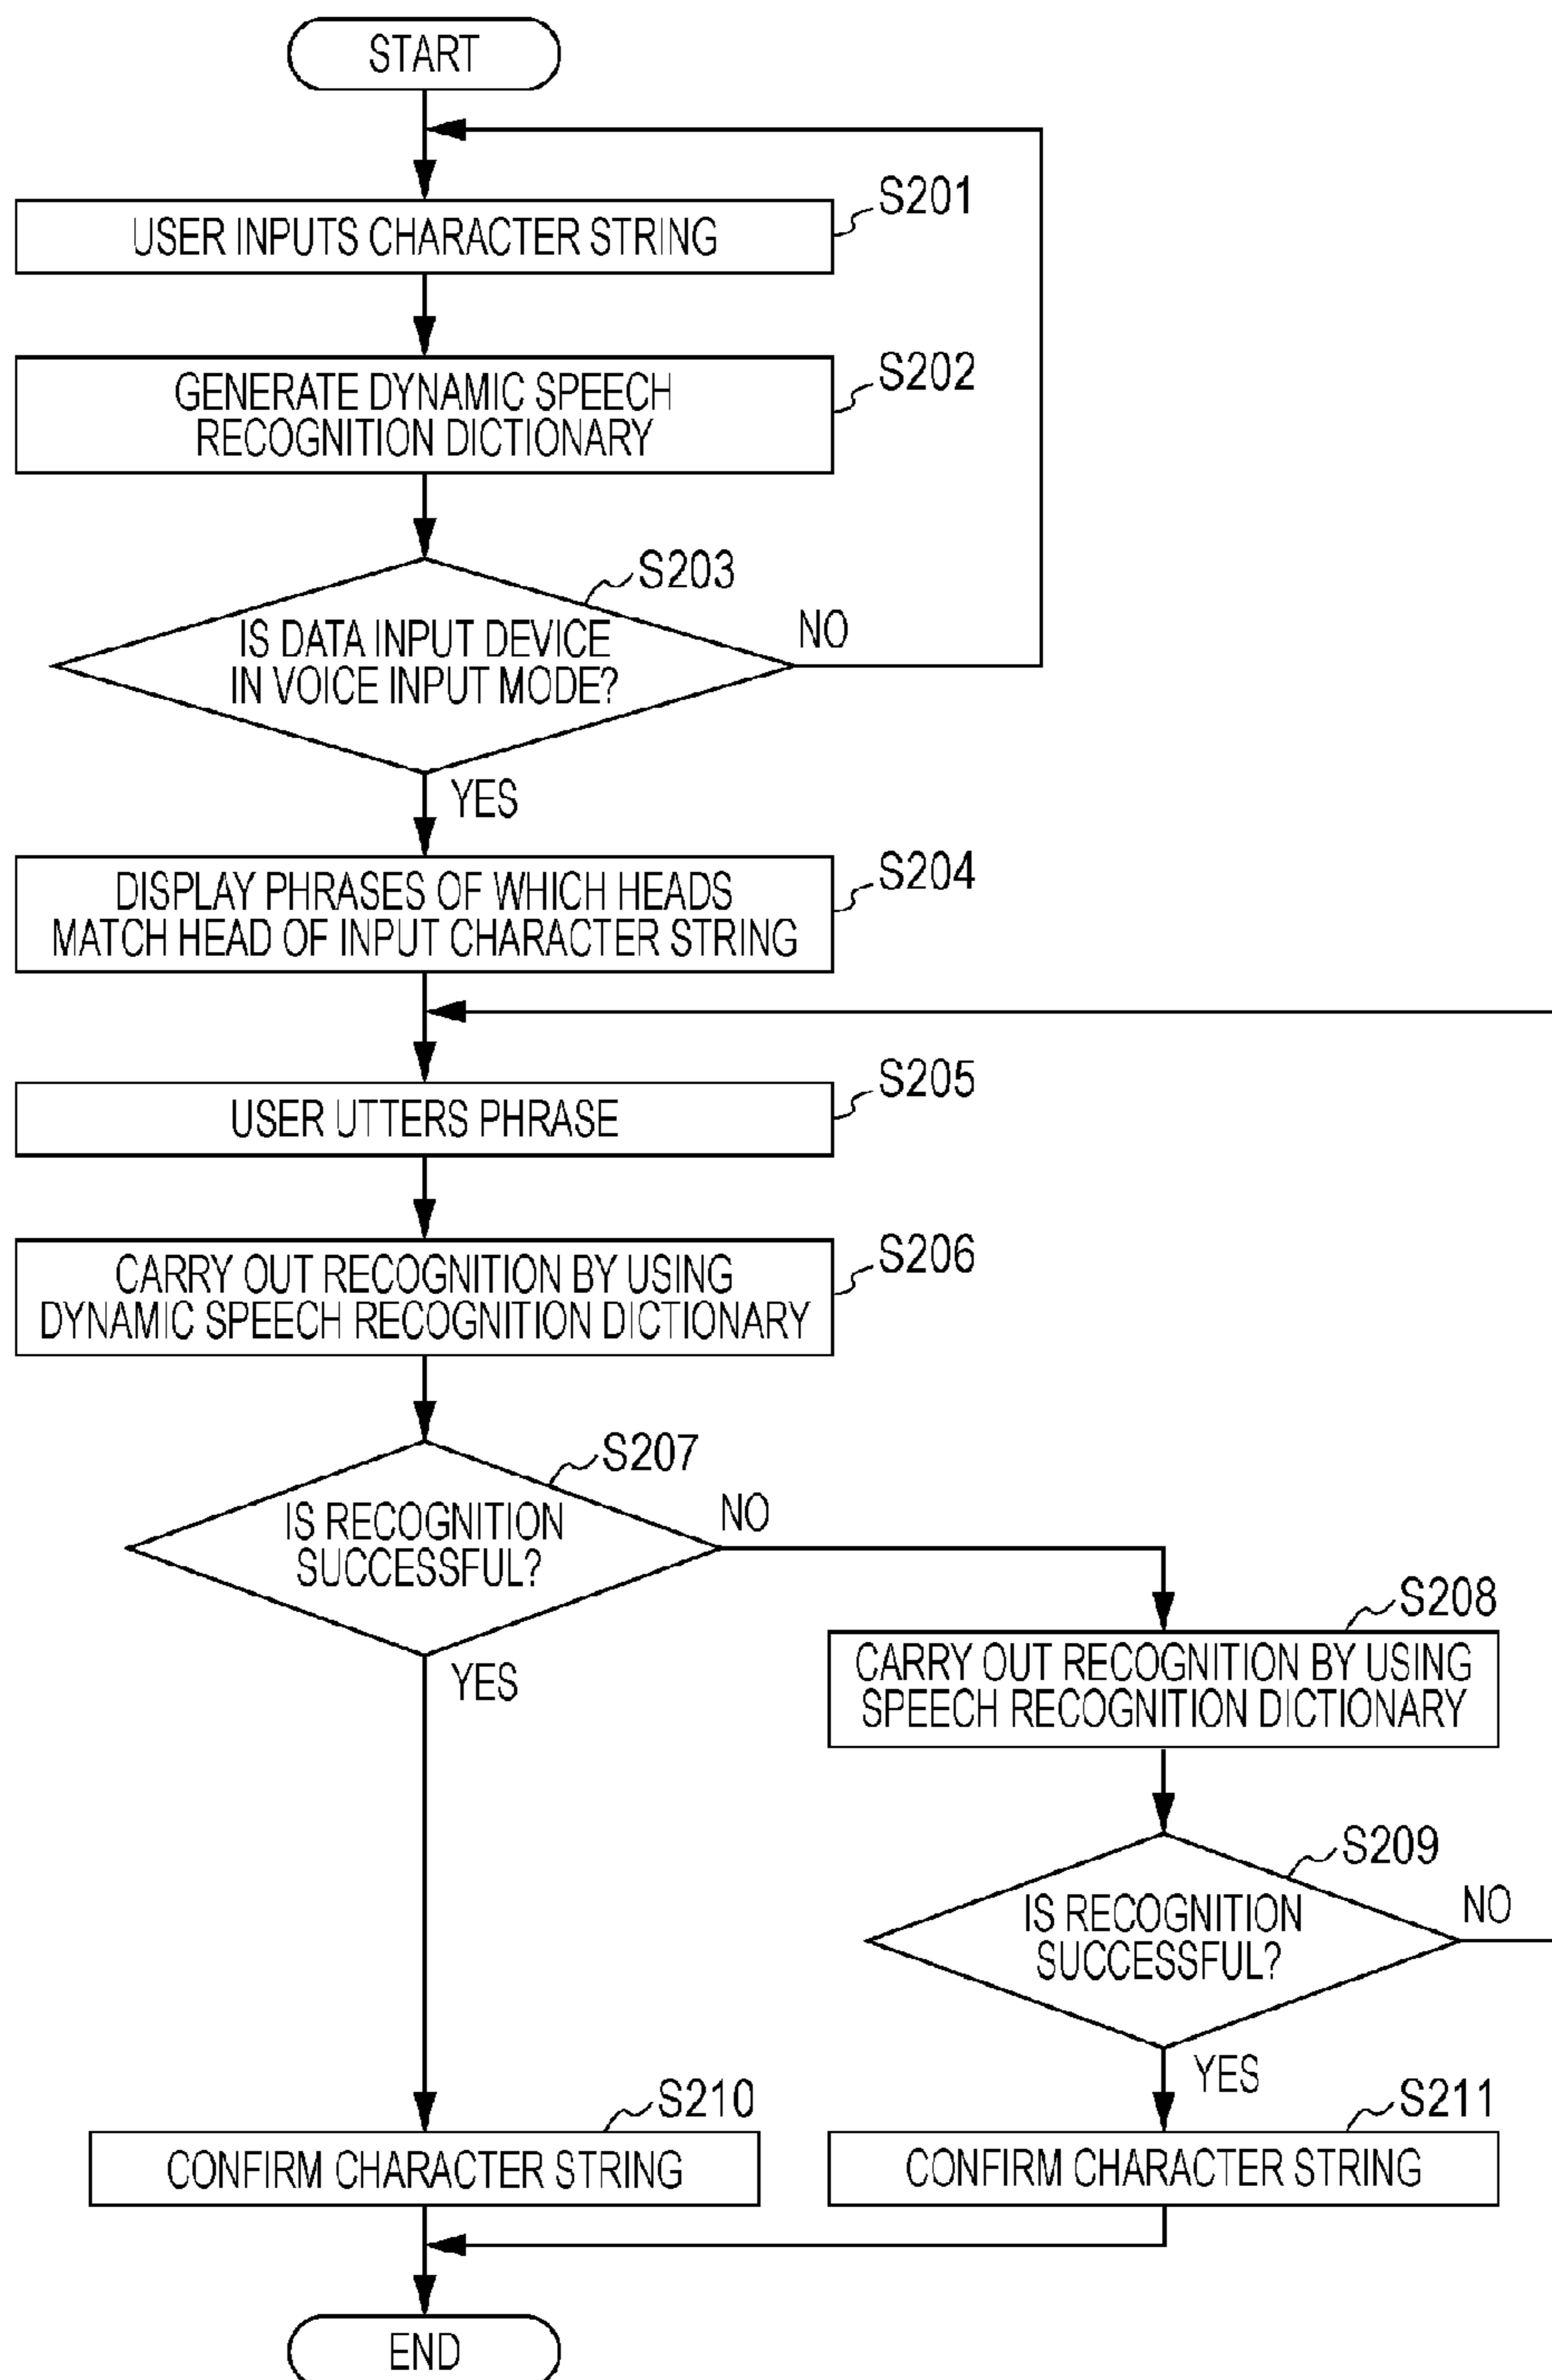 START
S201
USER INPUTS CHARACTER STRING
S202
GENERATE DYNAMIC SPEECH
RECOGNITION DICTIONARY
S203
IS DATA INPUT DEVICE
IN VOICE INPUT MODE?
NO
YES
S204
DISPLAY PHRASES OF WHICH HEADS
MATCH HEAD OF INPUT CHARACTER STRING
S205
USER UTTERS PHRASE
S206
CARRY OUT RECOGNITION BY USING
DYNAMIC SPEECH RECOGNITION DICTIONARY
S207
IS RECOGNITION
SUCCESSFUL?
NO
YES
S208
CARRY OUT RECOGNITION BY USING
SPEECH RECOGNITION DICTIONARY
S209
IS RECOGNITION
SUCCESSFUL?
NO
YES
S210
CONFIRM CHARACTER STRING
S211
CONFIRM CHARACTER STRING
END